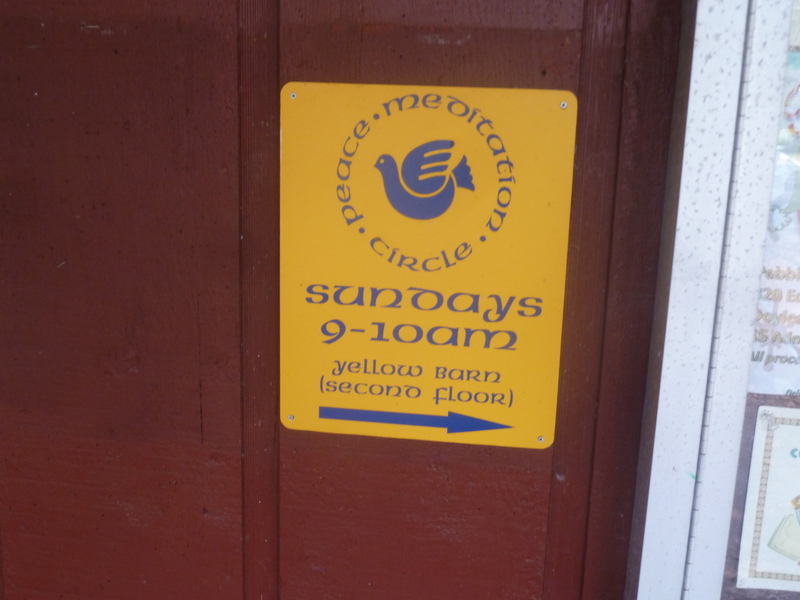 peace • meditation • circle •
sundays
9-10am
yellow barn
(second floor)